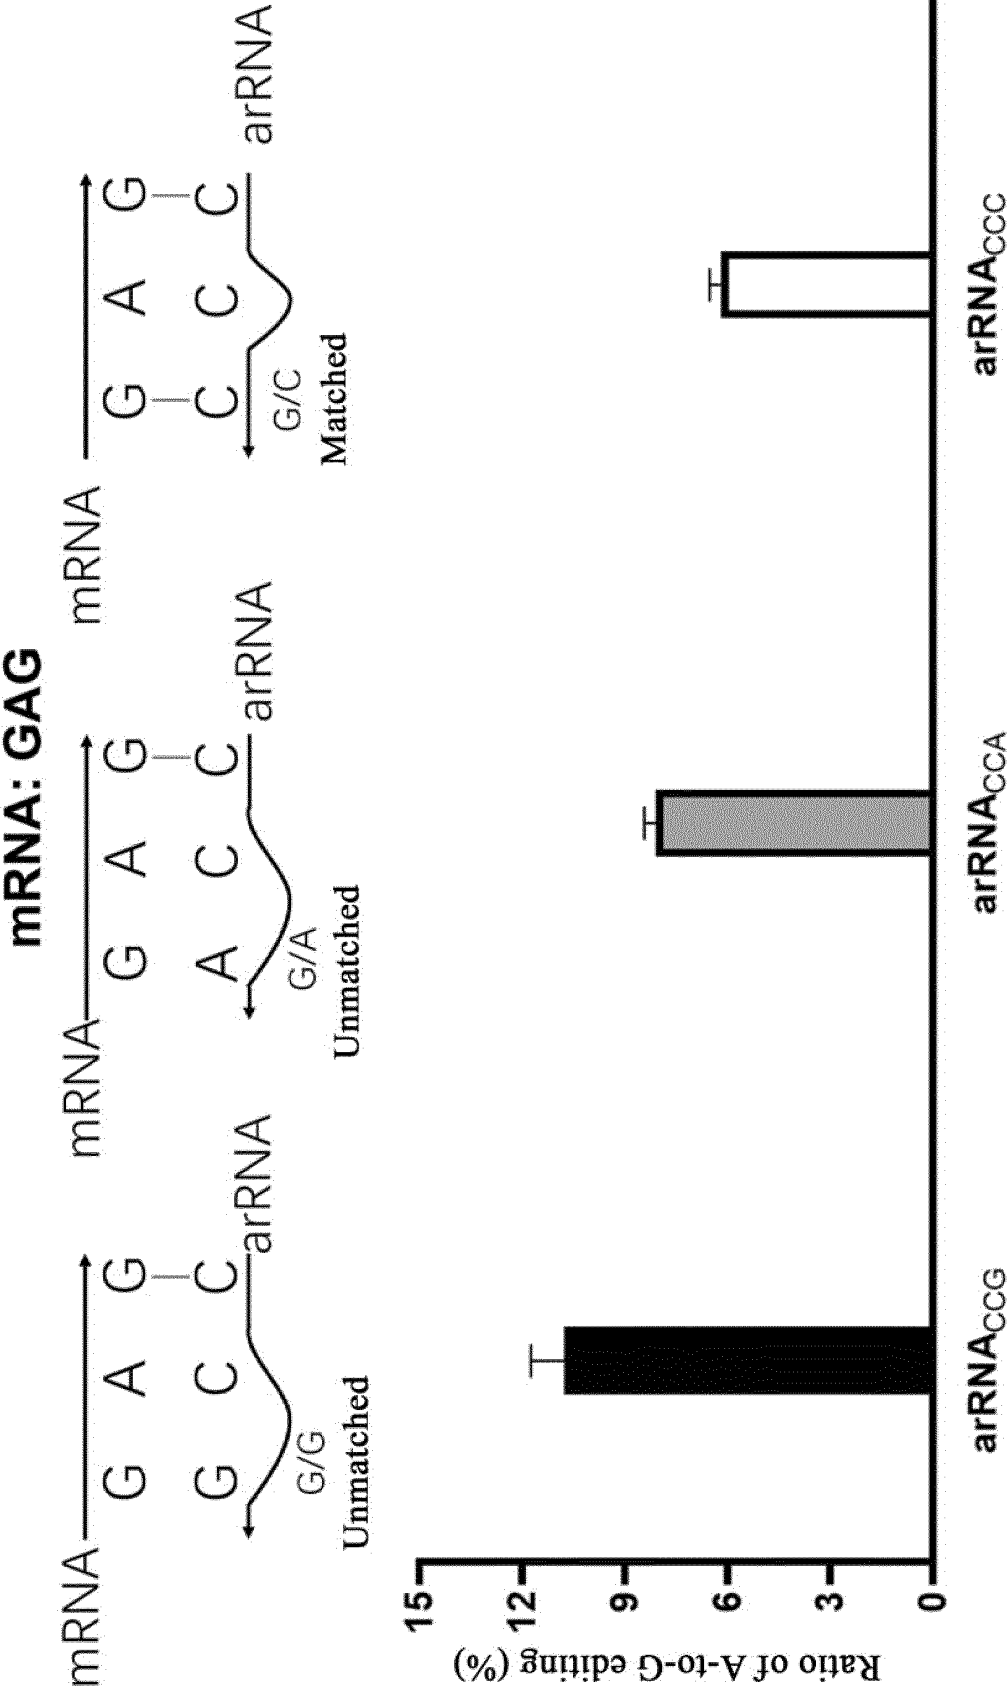 mRNA: GAG
mRNA
G A G
G C C
arRNA
G/G
Unmatched
mRNA
G A G
A C C
arRNA
G/A
Unmatched
mRNA
G A G
C C C
arRNA
G/C
Matched
Ratio of A-to-G editing (%)
15
12
9
6
3
0
arRNACCG
arRNACCA
arRNACCC